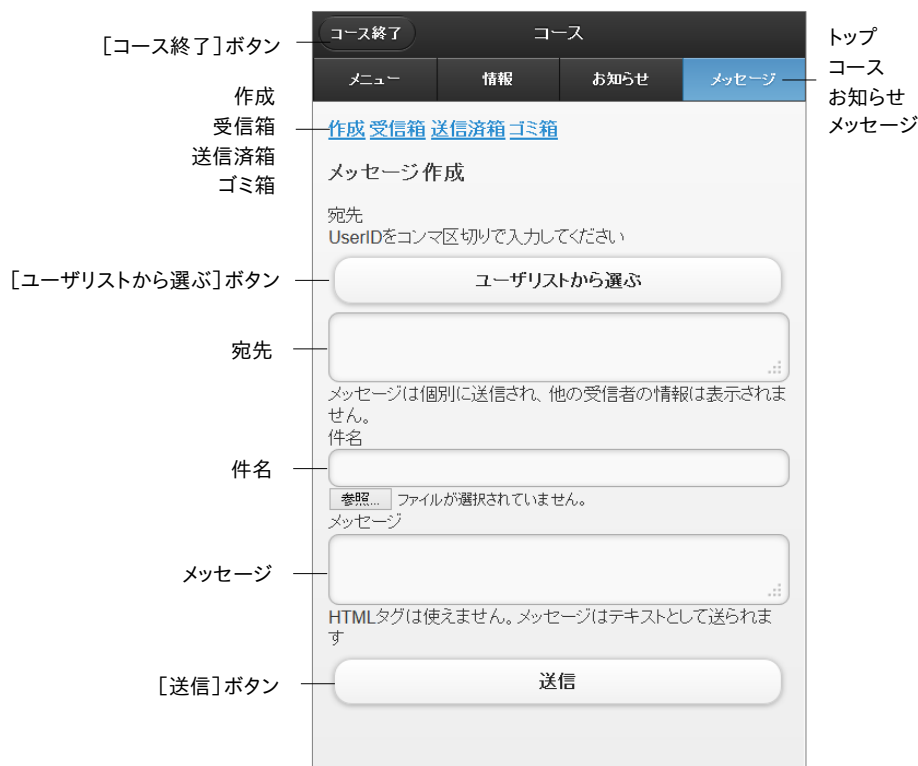 コース終了
コース
[コース終了]ボタン
トップ
コース
お知らせ
メッセージ
メニュー
情報
お知らせ
メッセージ
作成
受信箱
送信済箱
ゴミ箱
作成 受信箱 送信済箱 ゴミ箱
メッセージ作成
宛先
UserIDをコンマ区切りで入力してください
[ユーザリストから選ぶ]ボタン
ユーザリストから選ぶ
宛先
メッセージは個別に送信され、他の受信者の情報は表示されま
せん。
件名
件名
参照... ファイルが選択されていません。
メッセージ
メッセージ
HTMLタグは使えません。メッセージはテキストとして送られま
す
[送信]ボタン
送信